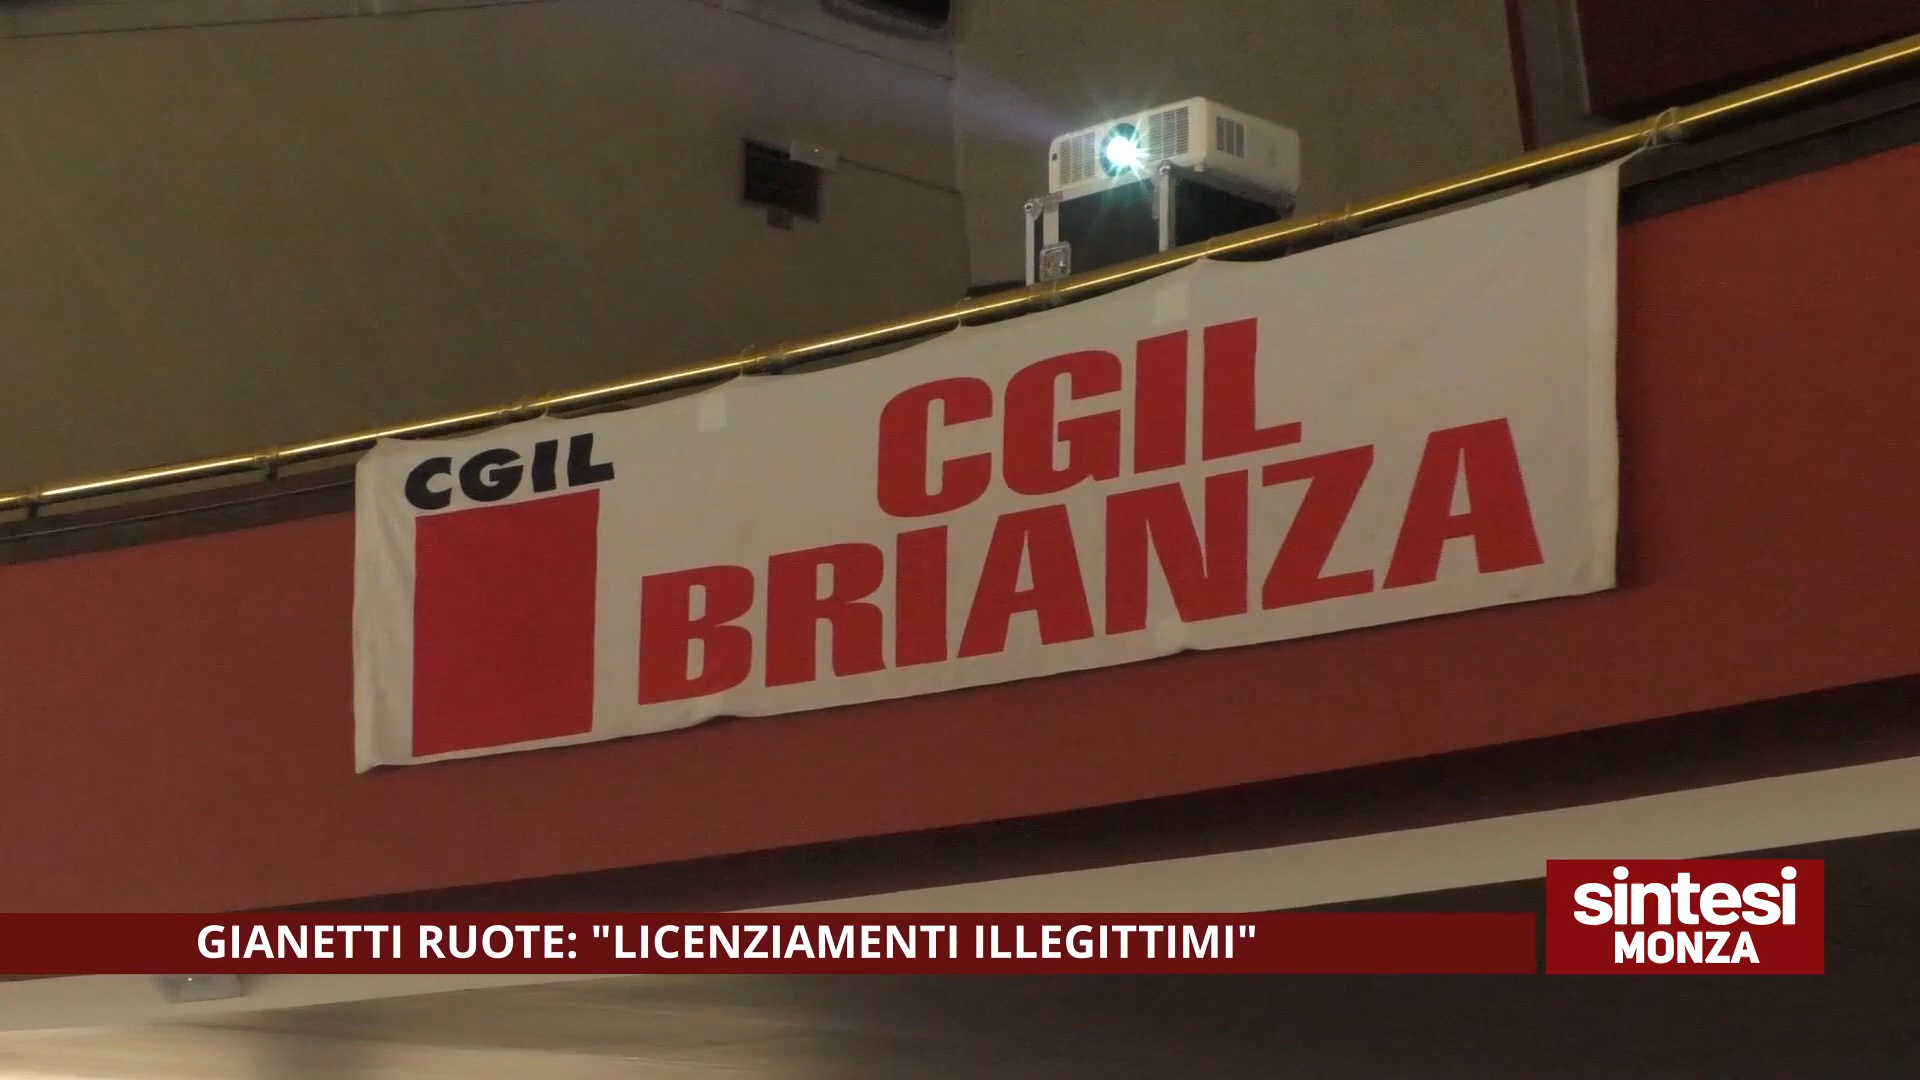 CGIL
CGIL
BRIANZA
GIANETTI RUOTE: "LICENZIAMENTI ILLEGITTIMI"
sintesi
MONZA